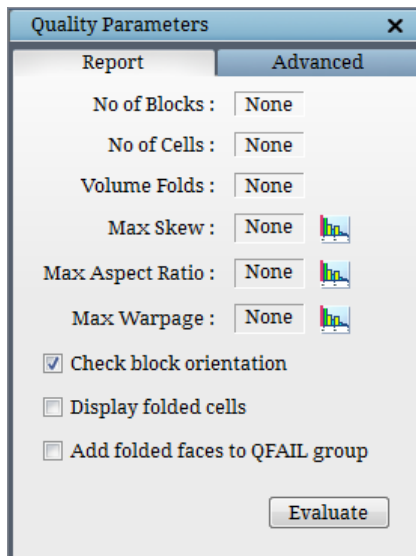 Quality Parameters
Report Advanced
No of Blocks : None
No of Cells : None
Volume Folds : None
Max Skew : None
Max Aspect Ratio : None
Max Warpage : None
Check block orientation
Display folded cells
Add folded faces to QFAIL group
Evaluate